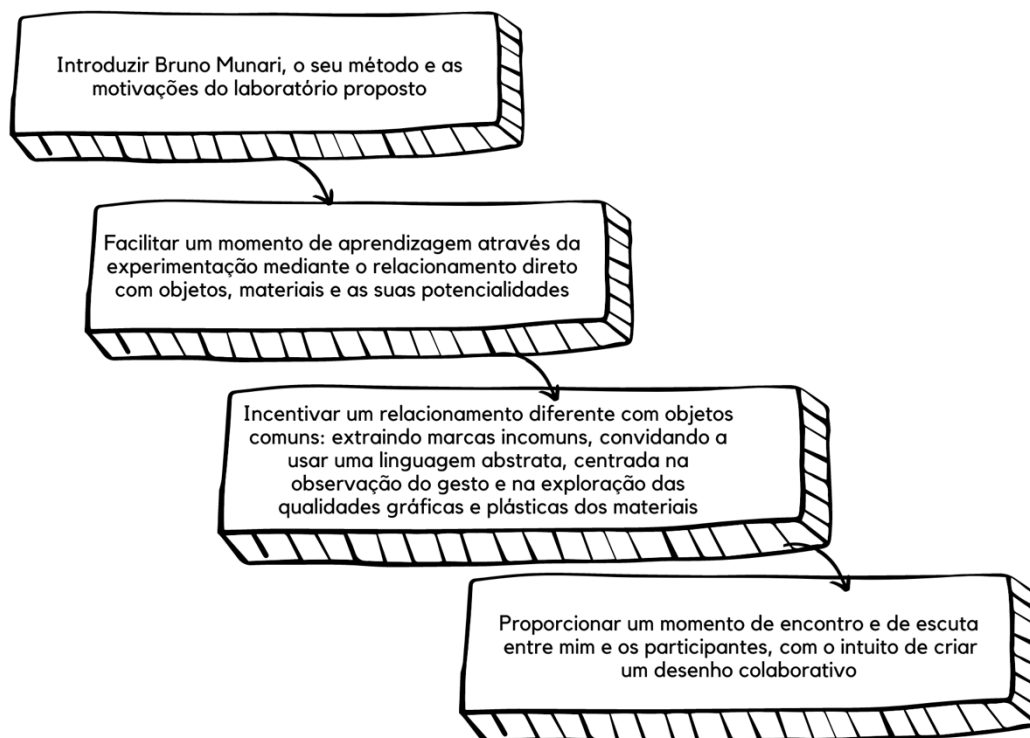 Introduzir Bruno Munari, o seu método e as
motivações do laboratório proposto
Facilitar um momento de aprendizagem através da
experimentação mediante o relacionamento direto
com objetos, materiais e as suas potencialidades
Incentivar um relacionamento diferente com objetos
comuns: extraindo marcas incomuns, convidando a
usar uma linguagem abstrata, centrada na
observação do gesto e na exploração das
qualidades gráficas e plásticas dos materiais
Proporcionar um momento de encontro e de escuta
entre mim e os participantes, com o intuito de criar
um desenho colaborativo